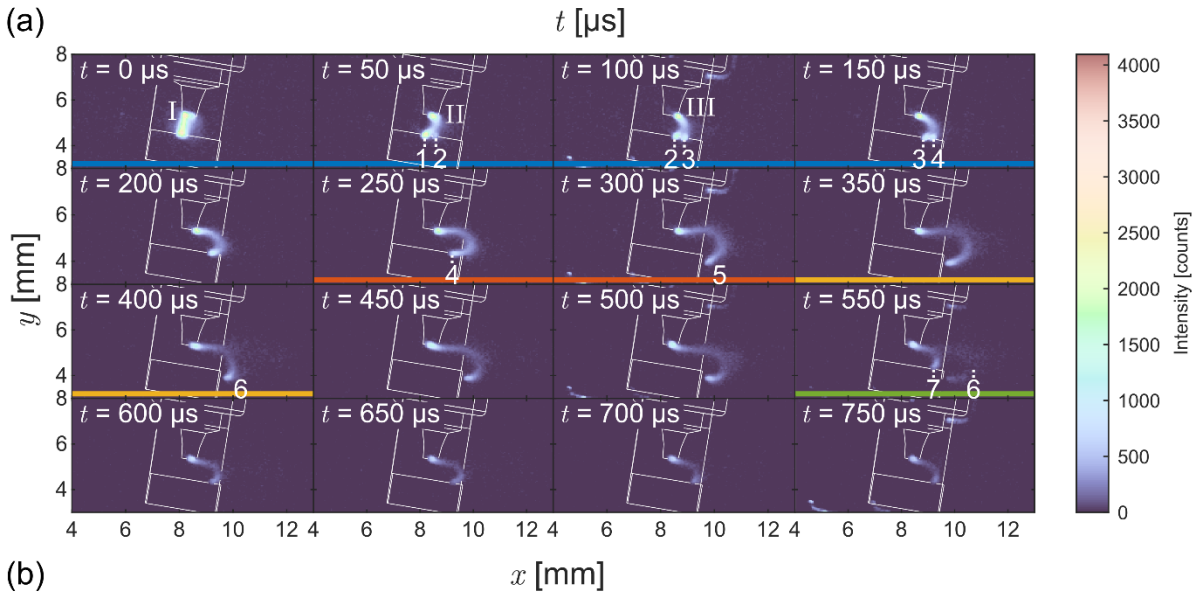 (a)
t [µs]
t = 0 µs t = 50 µs t = 100 µs t = 150 µs
I II III
1 2 2 3 3 4
t = 200 µs t = 250 µs t = 300 µs t = 350 µs
4 5
t = 400 µs t = 450 µs t = 500 µs t = 550 µs
6 7 6
t = 600 µs t = 650 µs t = 700 µs t = 750 µs
8
6
4
8
6
4
8
6
4
8
6
4
y [mm]
4 6 8 10 12 4 6 8 10 12 4 6 8 10 12 4 6 8 10 12
x [mm]
4000
3500
3000
2500
2000
1500
1000
500
0
Intensity [counts]
(b)